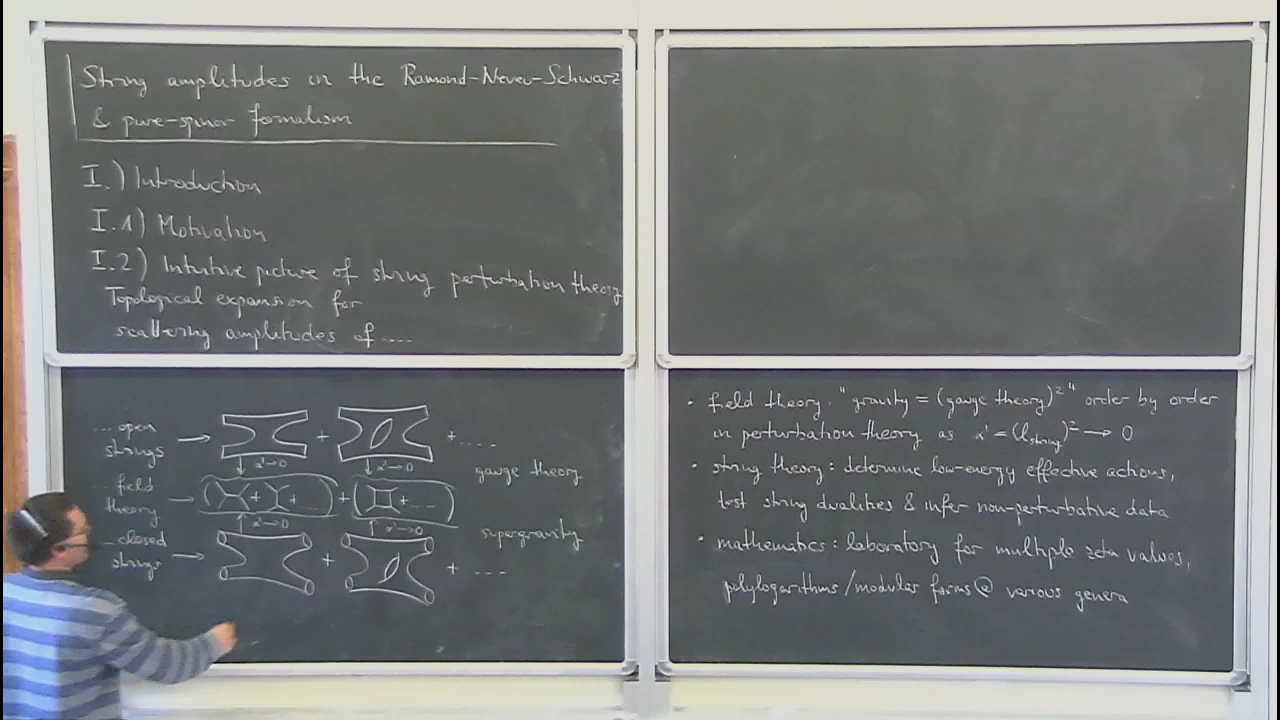 String amplitudes in the Ramond-Neveu-Schwarz
& pure-spinor formalism
I.) Introduction
I.1) Motivation
I.2) Intuitive picture of string perturbation theory
Topological expansion for
scattering amplitudes of ....
... open
strings → + + ....
↓ α'→0 ↓ α'→0
gauge theory
... field
theory → ( + + ....) + ( + ....)
↑ α'→0 ↑ α'→0
supergravity
... closed
strings → + + ...
• field theory: "gravity = (gauge theory)²" order by order
in perturbation theory as α' = (l_string)² → 0
• string theory: determine low-energy effective actions,
test string dualities & infer non-perturbative data
• mathematics: laboratory for multiple zeta values,
polylogarithms/modular forms @ various genera